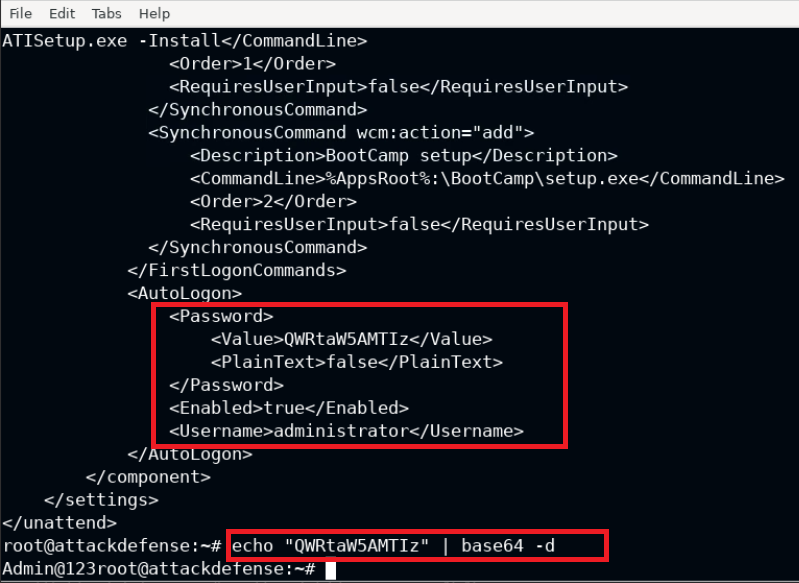 File Edit Tabs Help
ATISetup.exe -Install</CommandLine>
<Order>1</Order>
<RequiresUserInput>false</RequiresUserInput>
</SynchronousCommand>
<SynchronousCommand wcm:action="add">
<Description>BootCamp setup</Description>
<CommandLine>%AppsRoot%:\BootCamp\setup.exe</CommandLine>
<Order>2</Order>
<RequiresUserInput>false</RequiresUserInput>
</SynchronousCommand>
</FirstLogonCommands>
<AutoLogon>
<Password>
<Value>QWRtaW5AMTIz</Value>
<PlainText>false</PlainText>
</Password>
<Enabled>true</Enabled>
<Username>administrator</Username>
</AutoLogon>
</component>
</settings>
</unattend>
root@attackdefense:~# echo "QWRtaW5AMTIz" | base64 -d
Admin@123root@attackdefense:~#